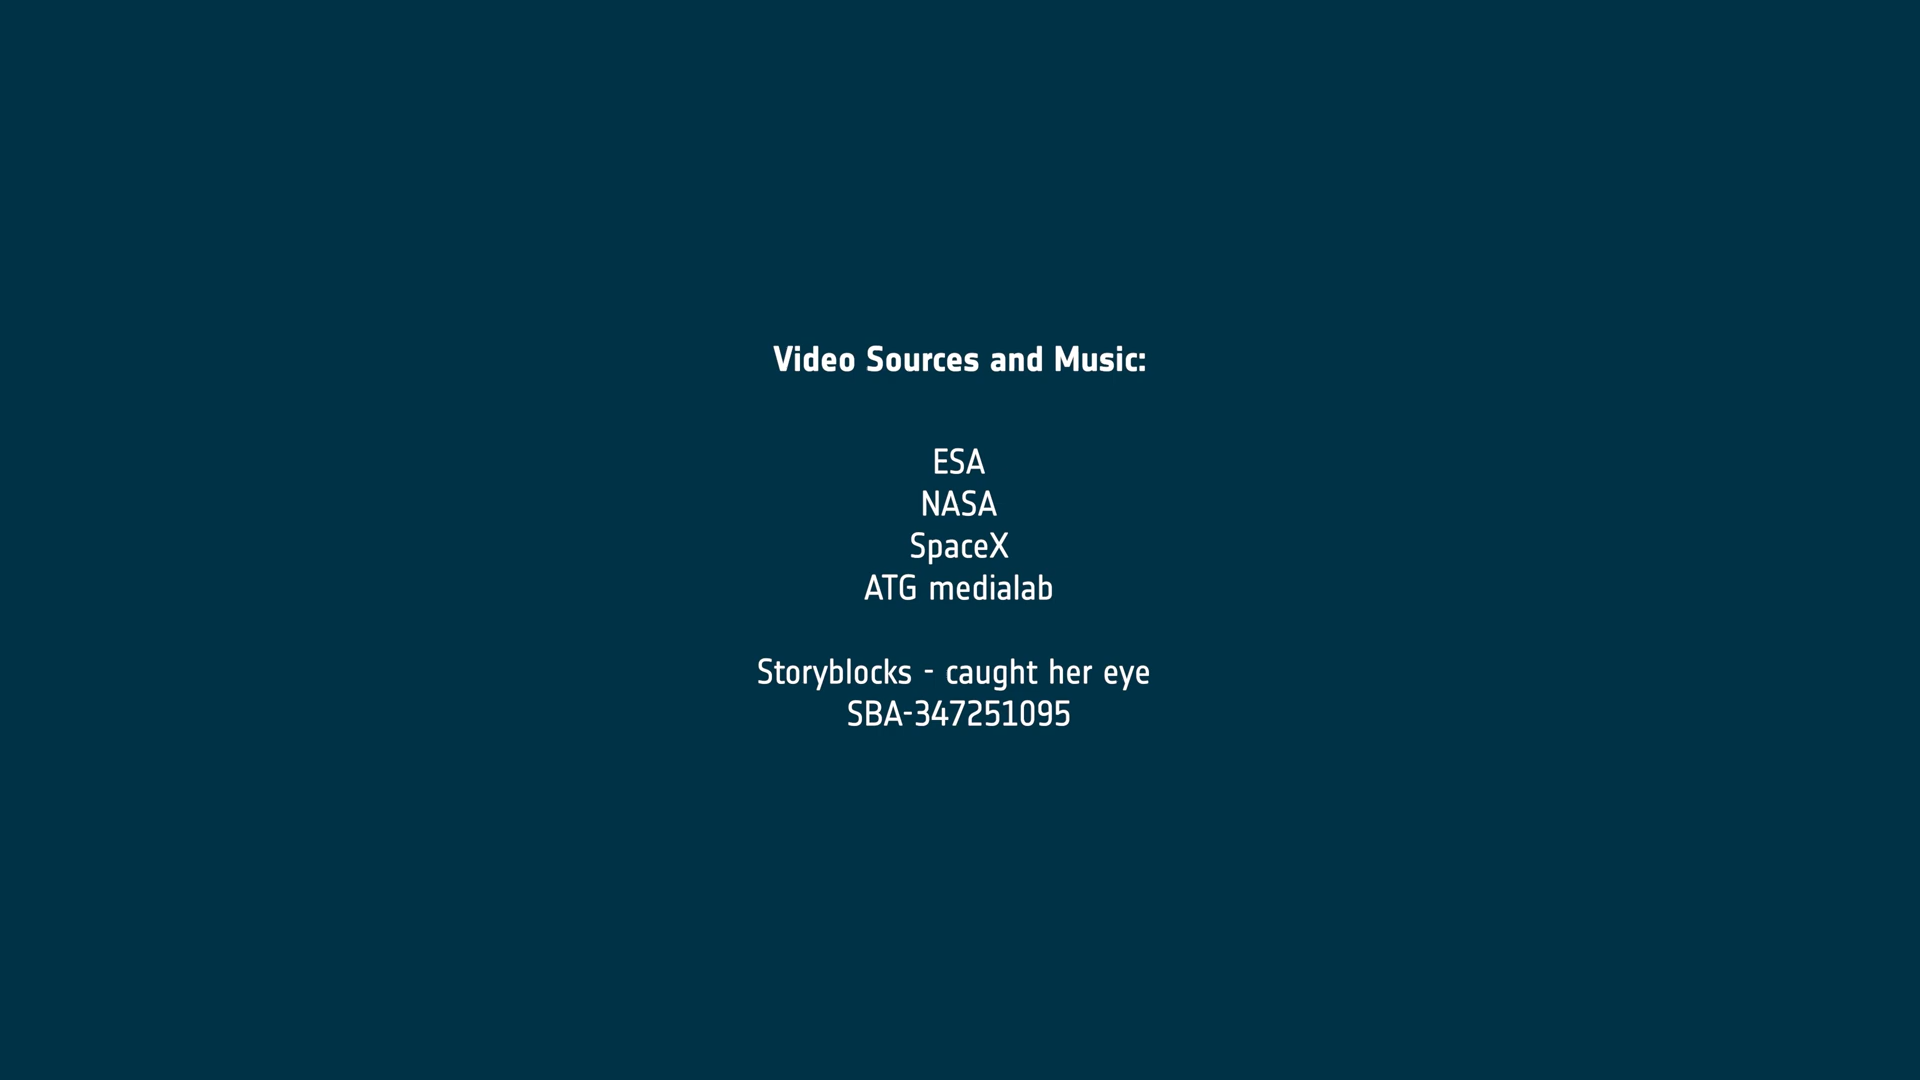 Video Sources and Music:
ESA
NASA
SpaceX
ATG medialab
Storyblocks - caught her eye
SBA-347251095